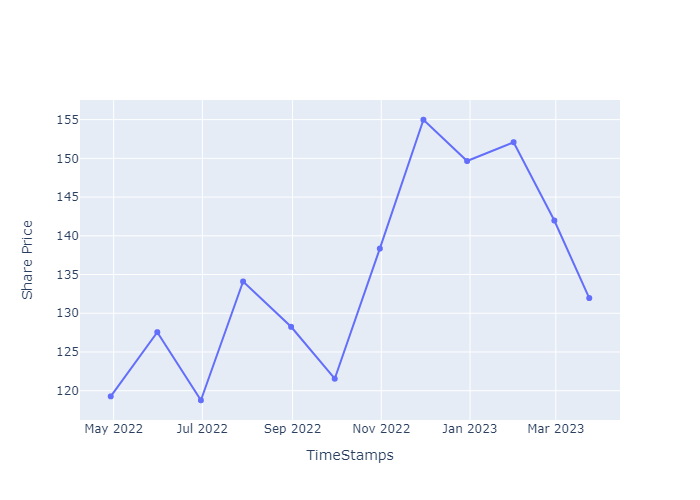 155
150
145
140
135
130
125
120
Share Price
May 2022
Jul 2022
Sep 2022
Nov 2022
Jan 2023
Mar 2023
TimeStamps